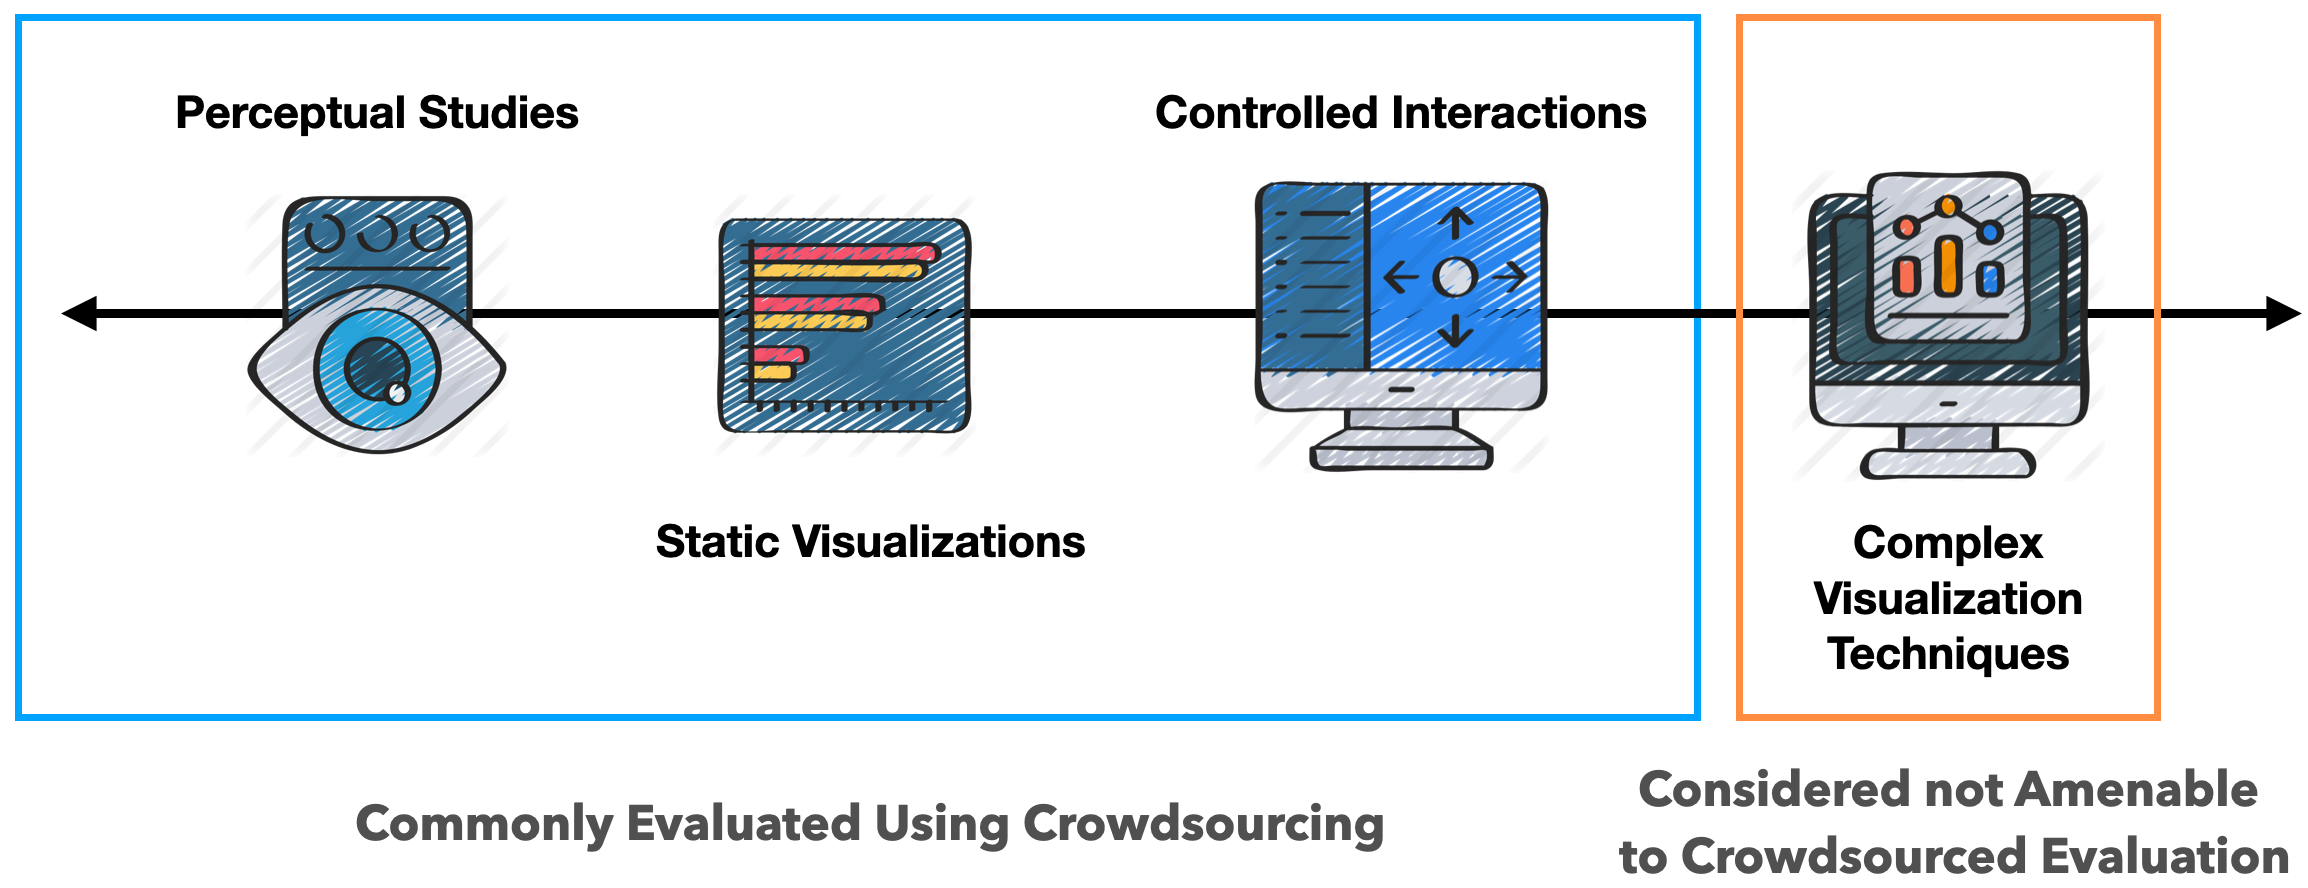 Perceptual Studies
Controlled Interactions
Static Visualizations
Complex
Visualization
Techniques
Commonly Evaluated Using Crowdsourcing
Considered not Amenable
to Crowdsourced Evaluation